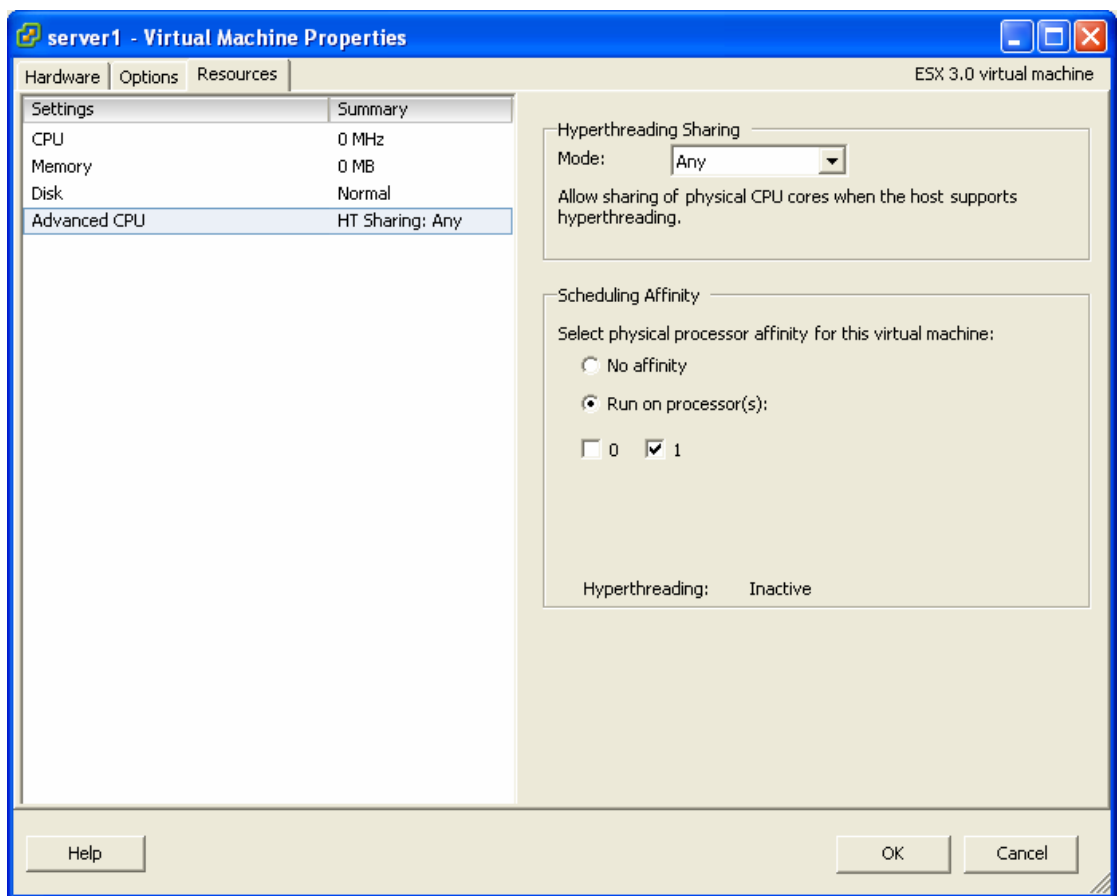 server1 - Virtual Machine Properties
Hardware Options Resources ESX 3.0 virtual machine
Settings Summary
CPU 0 MHz
Memory 0 MB
Disk Normal
Advanced CPU HT Sharing: Any
Hyperthreading Sharing
Mode: Any
Allow sharing of physical CPU cores when the host supports
hyperthreading.
Scheduling Affinity
Select physical processor affinity for this virtual machine:
No affinity
Run on processor(s):
0 1
Hyperthreading: Inactive
Help OK Cancel